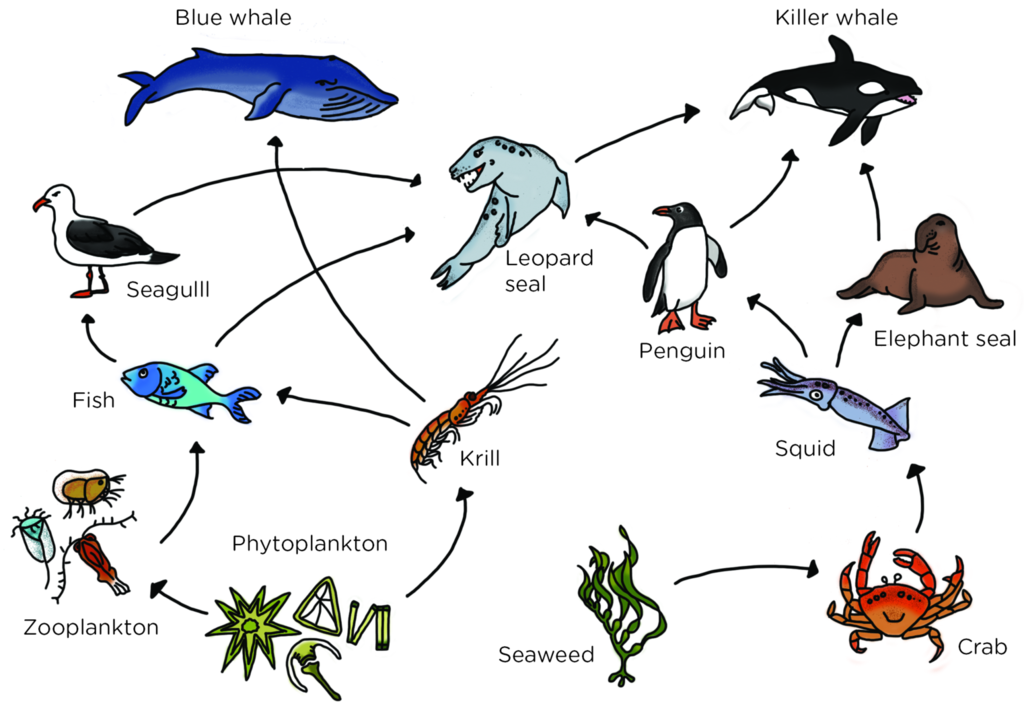 Blue whale
Killer whale
Leopard
seal
Seagulll
Penguin
Elephant seal
Fish
Krill
Squid
Phytoplankton
Zooplankton
Seaweed
Crab